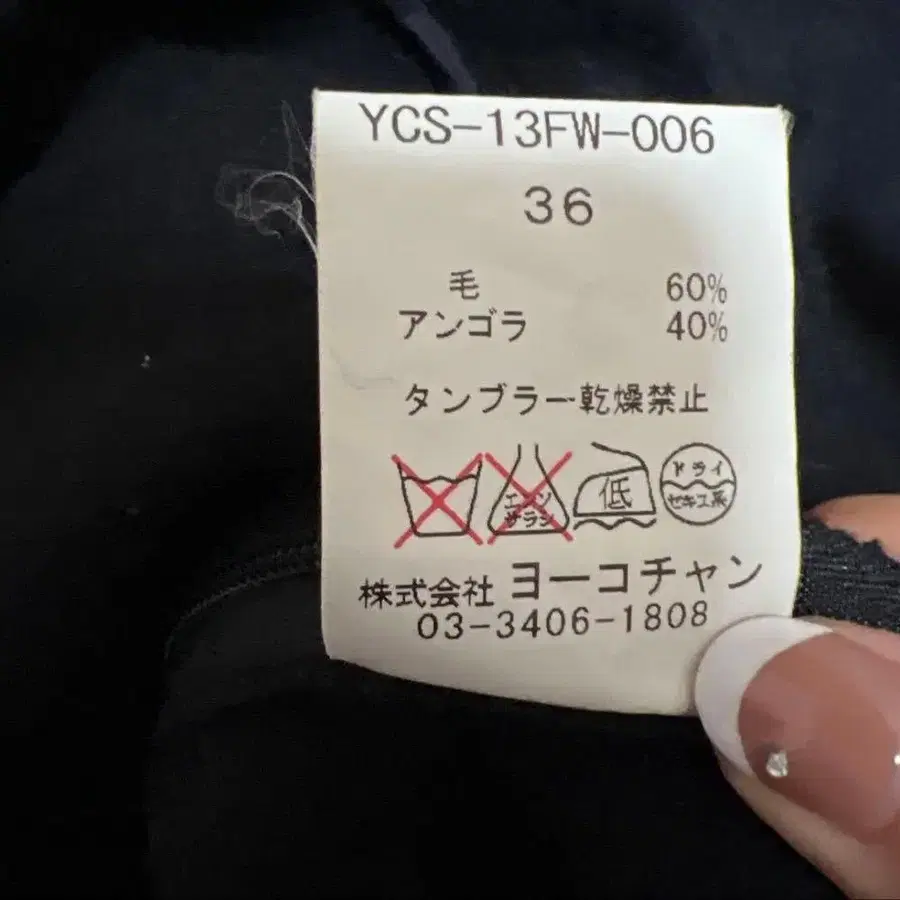 YCS-13FW-006
36
毛 60%
アンゴラ 40%
タンブラー乾燥禁止
エンソ サラシ 低 ドライ セキユ系
株式会社 ヨーコチャン
03-3406-1808